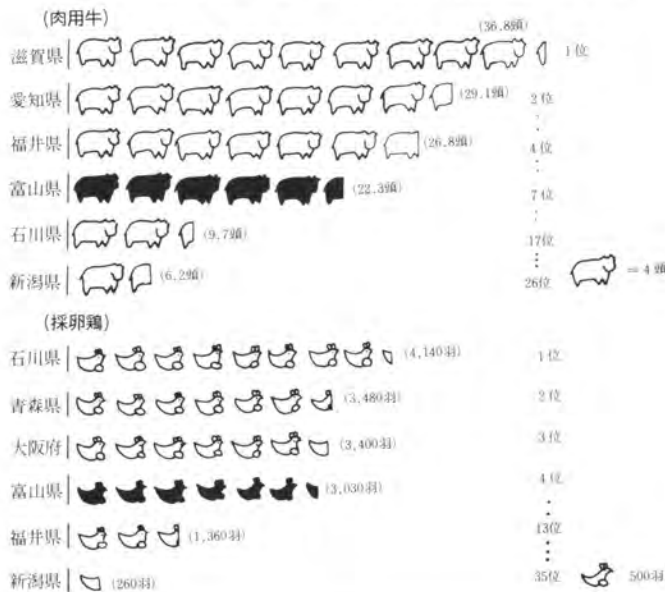 (肉用牛)
滋賀県 (36.8頭) 1位
愛知県 (29.1頭) 2位
福井県 (26.8頭) 4位
富山県 (22.3頭) 7位
石川県 (9.7頭) 17位
新潟県 (6.2頭) 26位 =4頭
(採卵鶏)
石川県 (4,140羽) 1位
青森県 (3,480羽) 2位
大阪府 (3,400羽) 3位
富山県 (3,030羽) 4位
福井県 (1,360羽) 13位
新潟県 (260羽) 35位 500羽